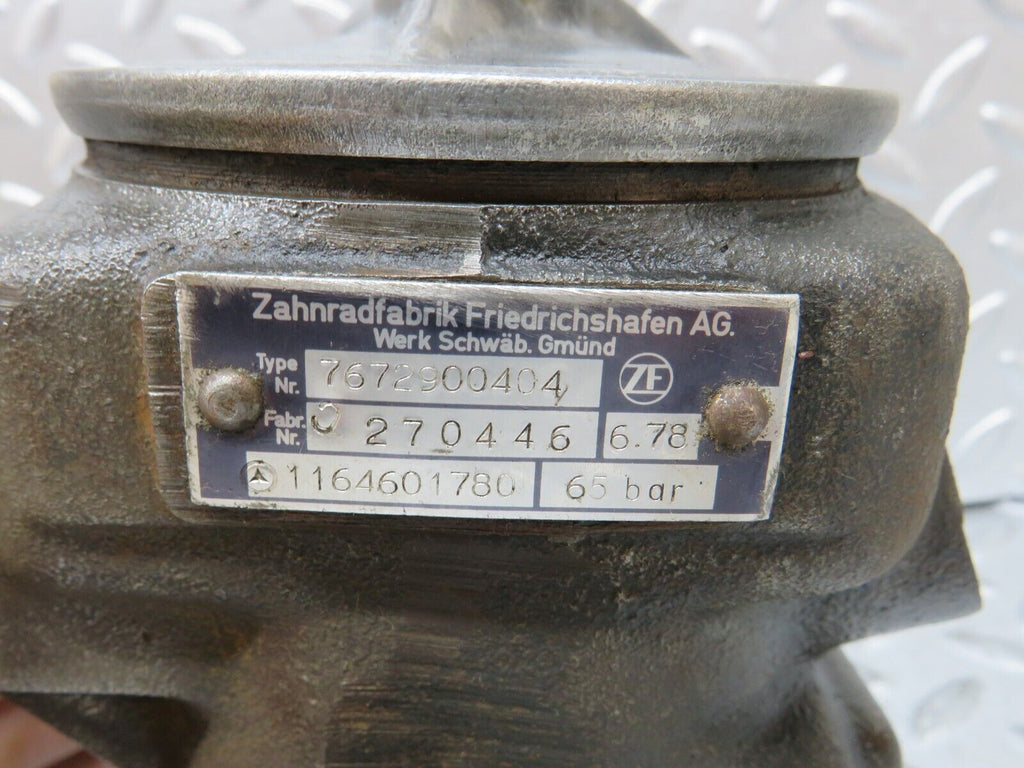 Zahnradfabrik Friedrichshafen AG.
Werk Schwäb. Gmünd
Type Nr. 7672900404 ZF
Fabr. Nr. 270446 6.78
1164601780 65 bar